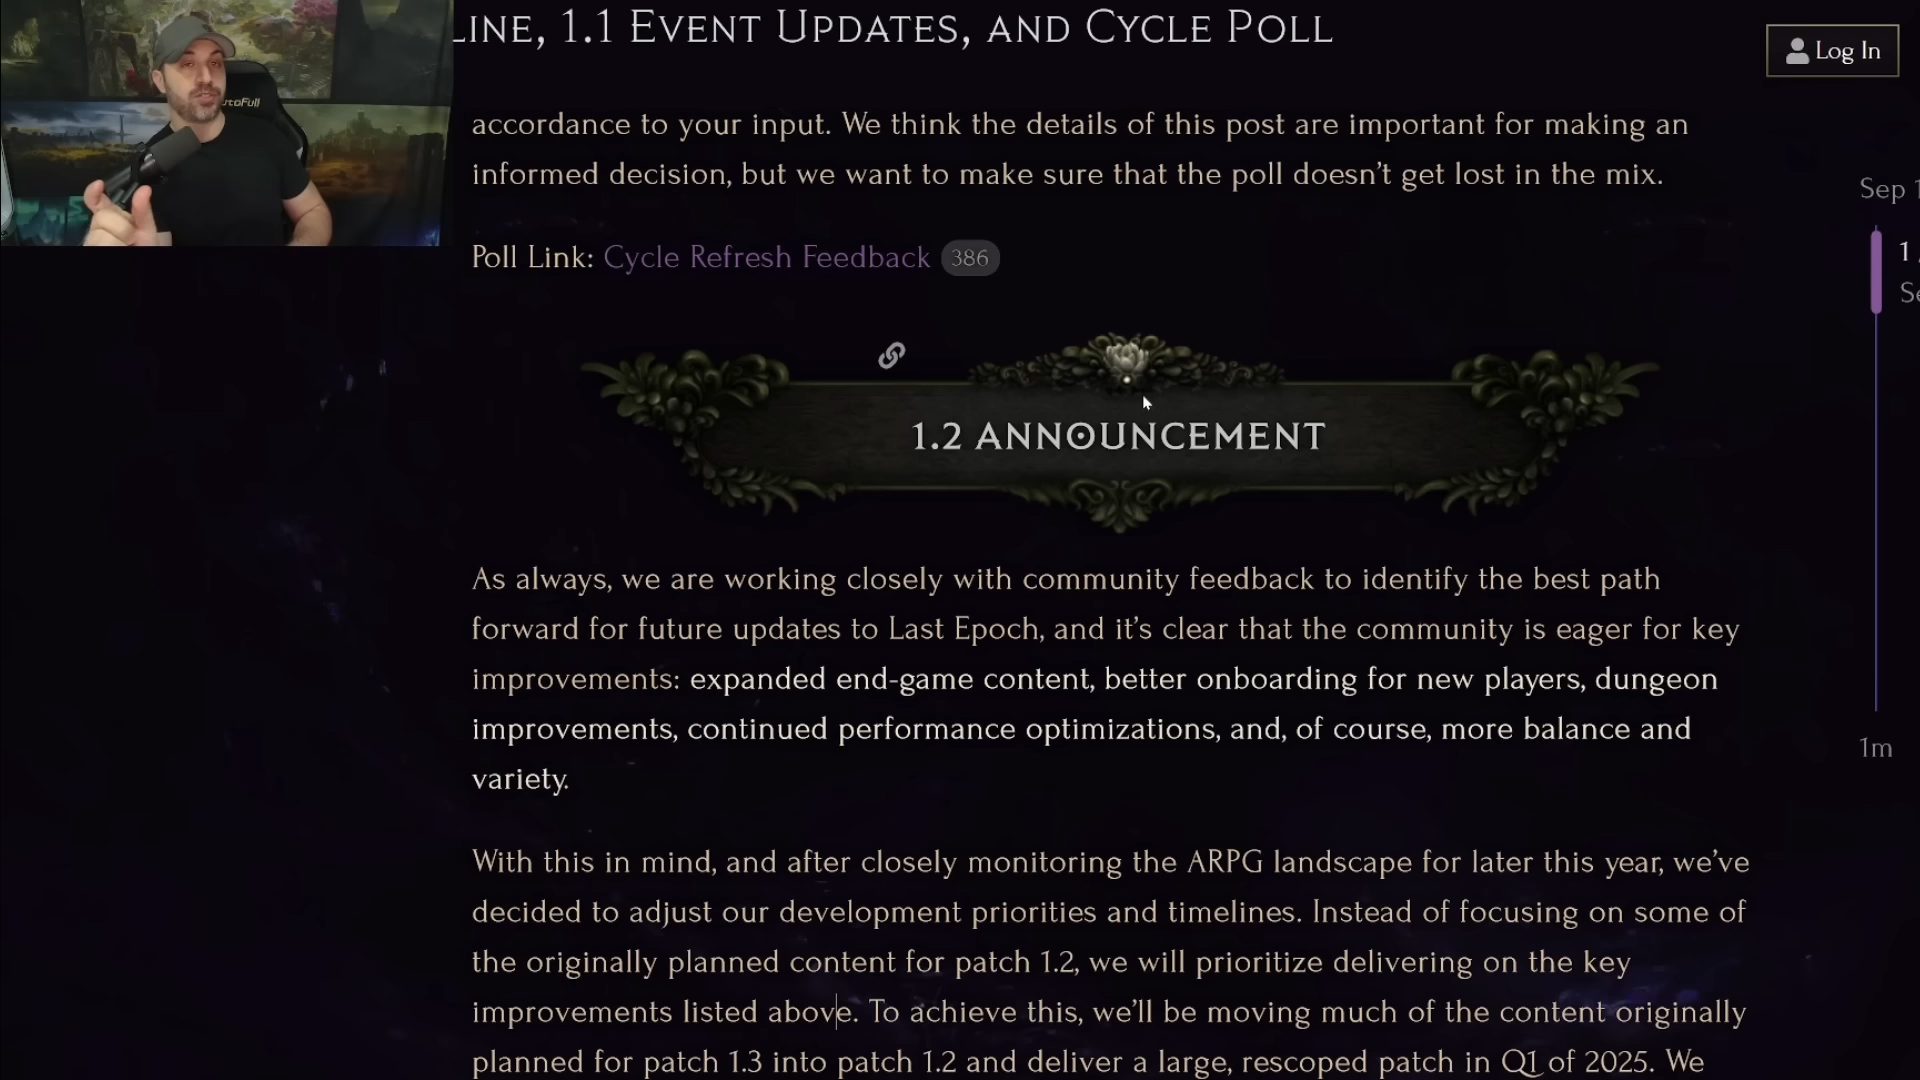 LINE, 1.1 EVENT UPDATES, AND CYCLE POLL
Log In
utoFull
accordance to your input. We think the details of this post are important for making an
informed decision, but we want to make sure that the poll doesn't get lost in the mix.
Sep 1
Poll Link: Cycle Refresh Feedback 386
1 /
Se
1.2 ANNOUNCEMENT
As always, we are working closely with community feedback to identify the best path
forward for future updates to Last Epoch, and it's clear that the community is eager for key
improvements: expanded end-game content, better onboarding for new players, dungeon
improvements, continued performance optimizations, and, of course, more balance and
variety.
1m
With this in mind, and after closely monitoring the ARPG landscape for later this year, we've
decided to adjust our development priorities and timelines. Instead of focusing on some of
the originally planned content for patch 1.2, we will prioritize delivering on the key
improvements listed above. To achieve this, we'll be moving much of the content originally
planned for patch 1.3 into patch 1.2 and deliver a large, rescoped patch in Q1 of 2025. We